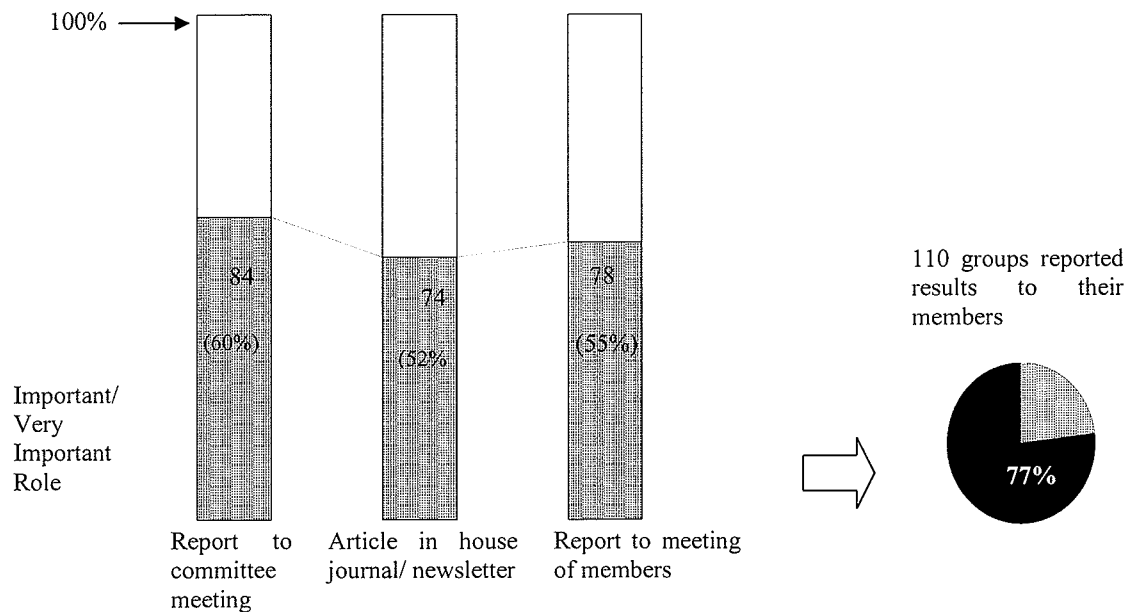 100%
84
(60%)
74
(52%
78
(55%)
Important/
Very
Important
Role
Report to
committee
meeting
Article in house
journal/ newsletter
Report to meeting
of members
110 groups reported
results to their
members
77%